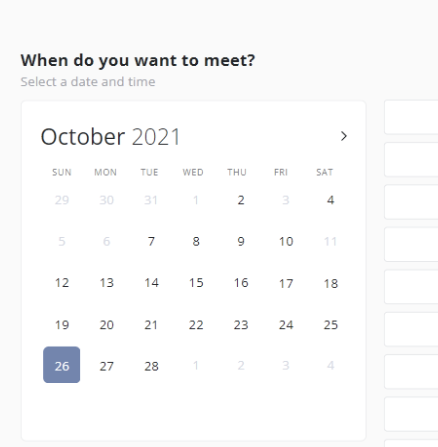 When do you want to meet?
Select a date and time
October 2021
SUN MON TUE WED THU FRI SAT
29 30 31 1 2 3 4
5 6 7 8 9 10 11
12 13 14 15 16 17 18
19 20 21 22 23 24 25
26 27 28 1 2 3 4